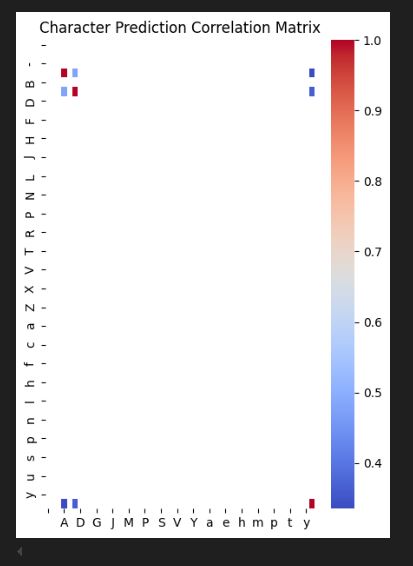 Character Prediction Correlation Matrix
-
B
D
F
H
J
L
N
P
R
T
V
X
Z
a
c
f
h
l
n
p
s
u
y
A D G J M P S V Y a e h m p t y
1.0
0.9
0.8
0.7
0.6
0.5
0.4